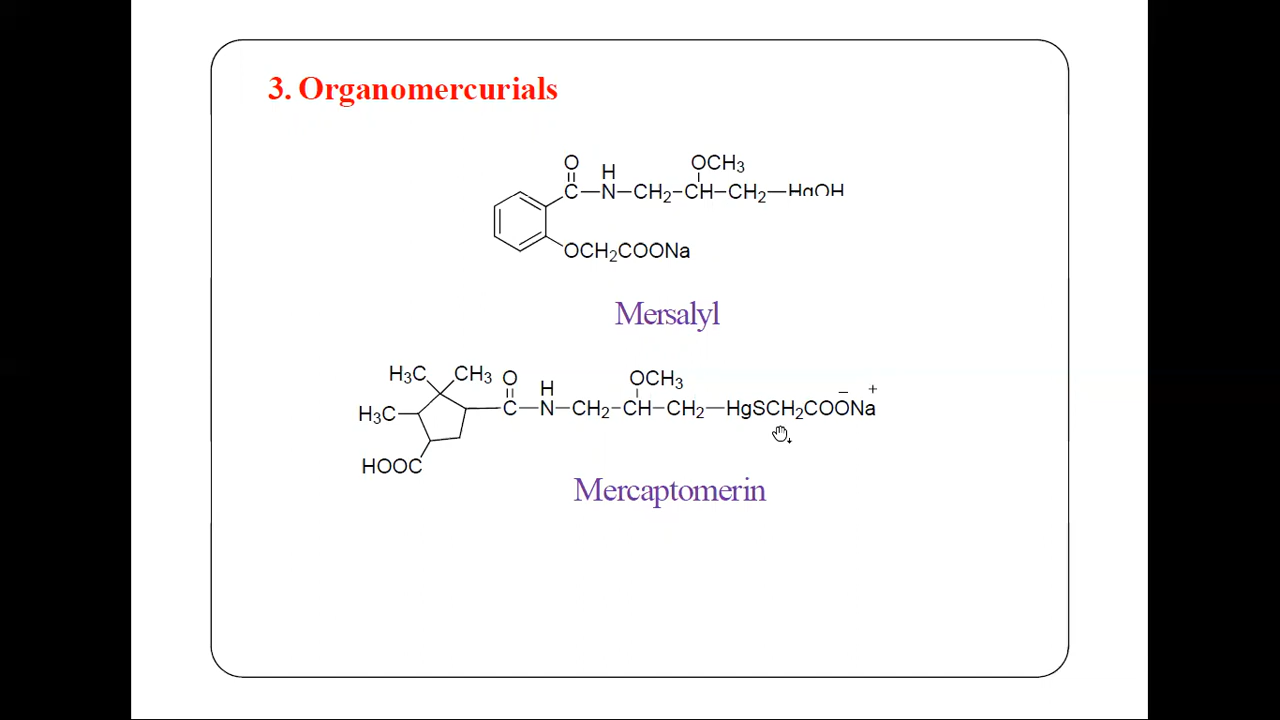 3. Organomercurials
O
H
OCH3
C N CH2 CH CH2 HgOH
OCH2COONa
Mersalyl
H3C CH3 O
H
OCH3
− +
H3C C N CH2 CH CH2 HgSCH2COONa
HOOC
Mercaptomerin